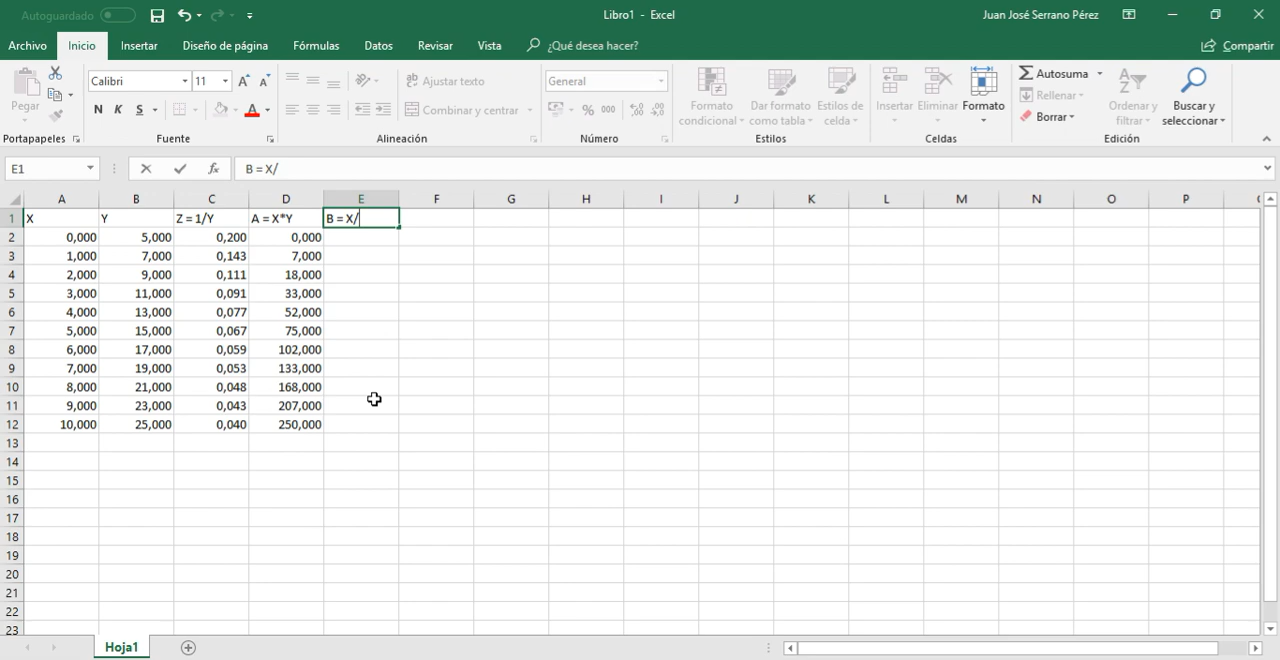 Autoguardado
Libro1 - Excel
Juan José Serrano Pérez
Archivo Inicio Insertar Diseño de página Fórmulas Datos Revisar Vista ¿Qué desea hacer? Compartir
Pegar
Calibri 11
N K S
A A
A
Ajustar texto
Combinar y centrar
General
% 000
Formato condicional
Dar formato como tabla
Estilos de celda
Insertar Eliminar Formato
Autosuma
Rellenar
Borrar
Ordenar y filtrar
Buscar y seleccionar
Portapapeles Fuente Alineación Número Estilos Celdas Edición
E1 fx B = X/
A B C D E F G H I J K L M N O P
1 X Y Z = 1/Y A = X*Y B = X/
2 0,000 5,000 0,200 0,000
3 1,000 7,000 0,143 7,000
4 2,000 9,000 0,111 18,000
5 3,000 11,000 0,091 33,000
6 4,000 13,000 0,077 52,000
7 5,000 15,000 0,067 75,000
8 6,000 17,000 0,059 102,000
9 7,000 19,000 0,053 133,000
10 8,000 21,000 0,048 168,000
11 9,000 23,000 0,043 207,000
12 10,000 25,000 0,040 250,000
13
14
15
16
17
18
19
20
21
22
23
Hoja1